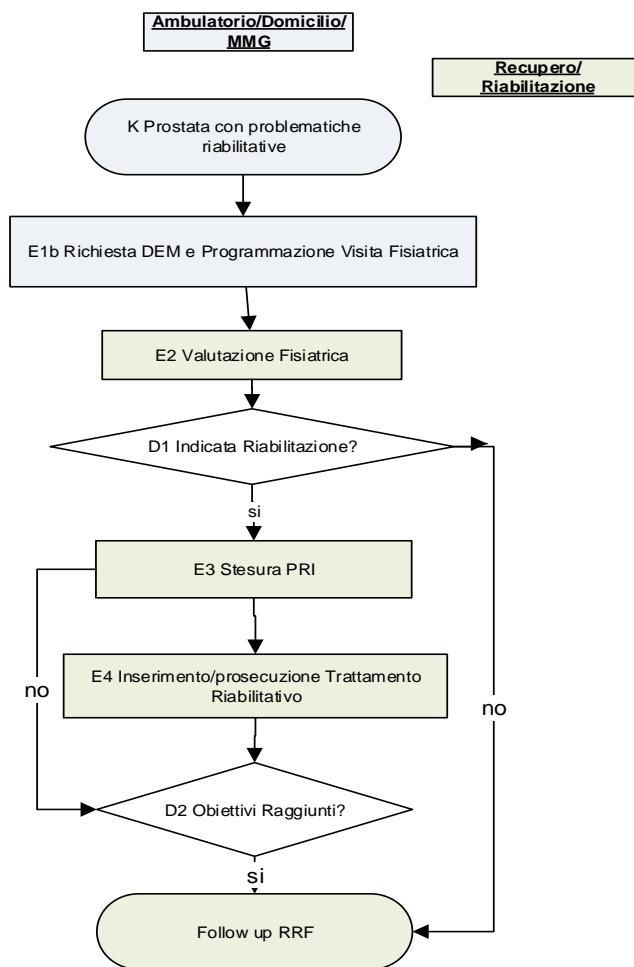 Ambulatorio/Domicilio/
MMG
Recupero/
Riabilitazione
K Prostata con problematiche
riabilitative
E1b Richiesta DEM e Programmazione Visita Fisiatrica
E2 Valutazione Fisiatrica
D1 Indicata Riabilitazione?
si
E3 Stesura PRI
E4 Inserimento/prosecuzione Trattamento
Riabilitativo
no
no
D2 Obiettivi Raggiunti?
si
Follow up RRF